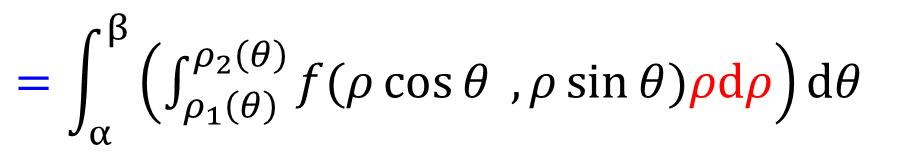 = ∫_α^β ( ∫_{ρ₁(θ)}^{ρ₂(θ)} f(ρ cos θ , ρ sin θ)ρdρ ) dθ